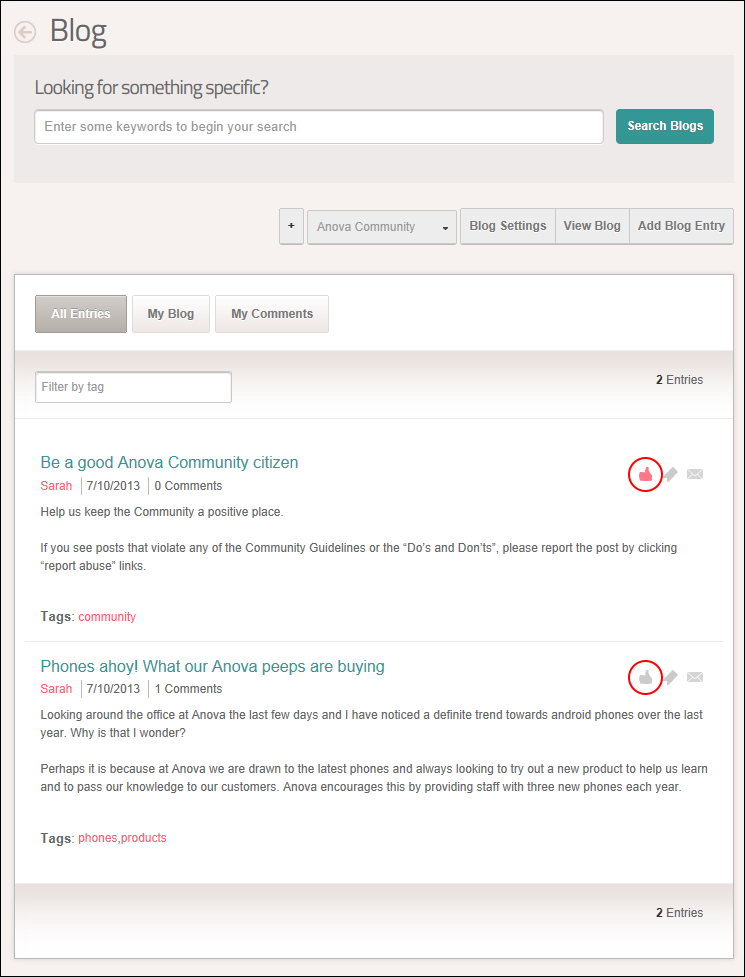 Blog
Looking for something specific?
Enter some keywords to begin your search
Search Blogs
+
Anova Community
Blog Settings
View Blog
Add Blog Entry
All Entries
My Blog
My Comments
Filter by tag
2 Entries
Be a good Anova Community citizen
Sarah 7/10/2013 0 Comments
Help us keep the Community a positive place.
If you see posts that violate any of the Community Guidelines or the “Do’s and Don’ts”, please report the post by clicking
“report abuse” links.
Tags: community
Phones ahoy! What our Anova peeps are buying
Sarah 7/10/2013 1 Comments
Looking around the office at Anova the last few days and I have noticed a definite trend towards android phones over the last
year. Why is that I wonder?
Perhaps it is because at Anova we are drawn to the latest phones and always looking to try out a new product to help us learn
and to pass our knowledge to our customers. Anova encourages this by providing staff with three new phones each year.
Tags: phones,products
2 Entries